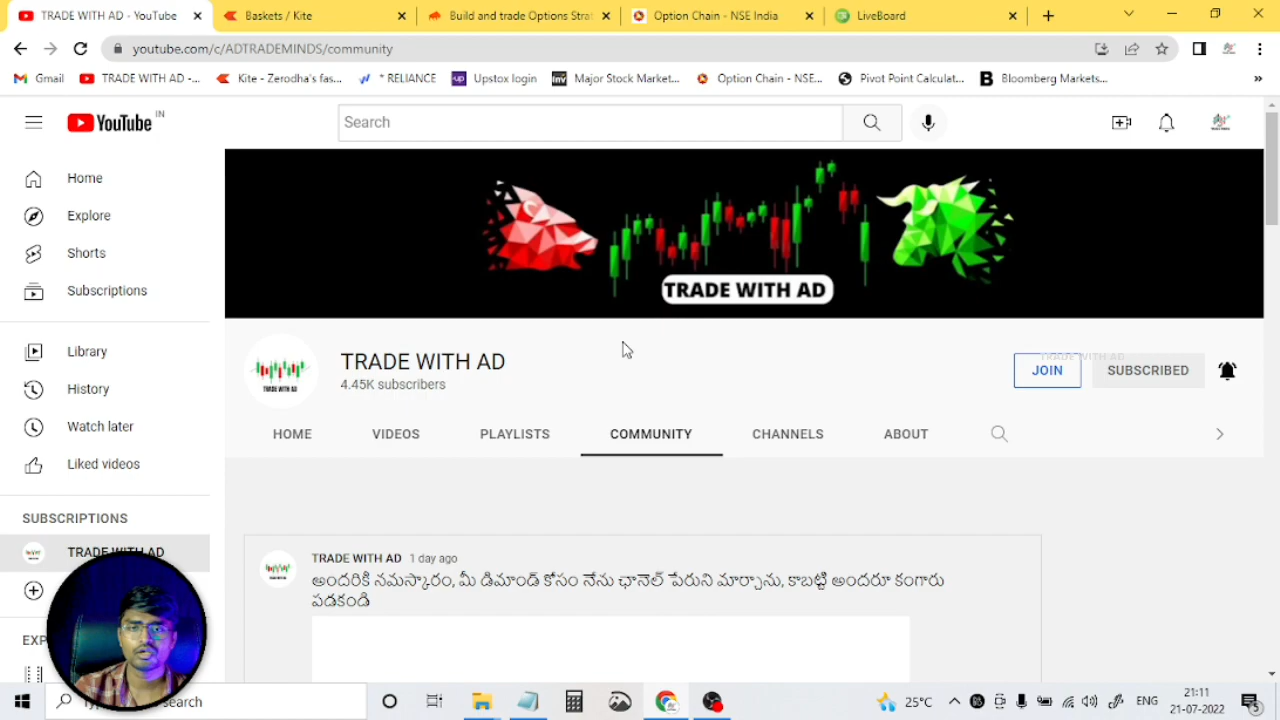 TRADE WITH AD - YouTube
Baskets / Kite
Build and trade Options Strat
Option Chain - NSE India
LiveBoard
youtube.com/c/ADTRADEMINDS/community
Gmail
TRADE WITH AD -...
Kite - Zerodha's fas...
* RELIANCE
Upstox login
Major Stock Market...
Option Chain - NSE...
Pivot Point Calculat...
Bloomberg Markets...
YouTube IN
Search
Home
Explore
Shorts
Subscriptions
Library
History
Watch later
Liked videos
SUBSCRIPTIONS
TRADE WITH AD
EXP
TRADE WITH AD
TRADE WITH AD
4.45K subscribers
TRADE WITH AD
JOIN
SUBSCRIBED
HOME
VIDEOS
PLAYLISTS
COMMUNITY
CHANNELS
ABOUT
TRADE WITH AD 1 day ago
అందరికి నమస్కారం, మీ డిమాండ్ కోసం నేను ఛానెల్ పేరుని మార్చాను, కాబట్టి అందరూ కంగారు
పడకండి
search
25°C
ENG
21:11
21-07-2022